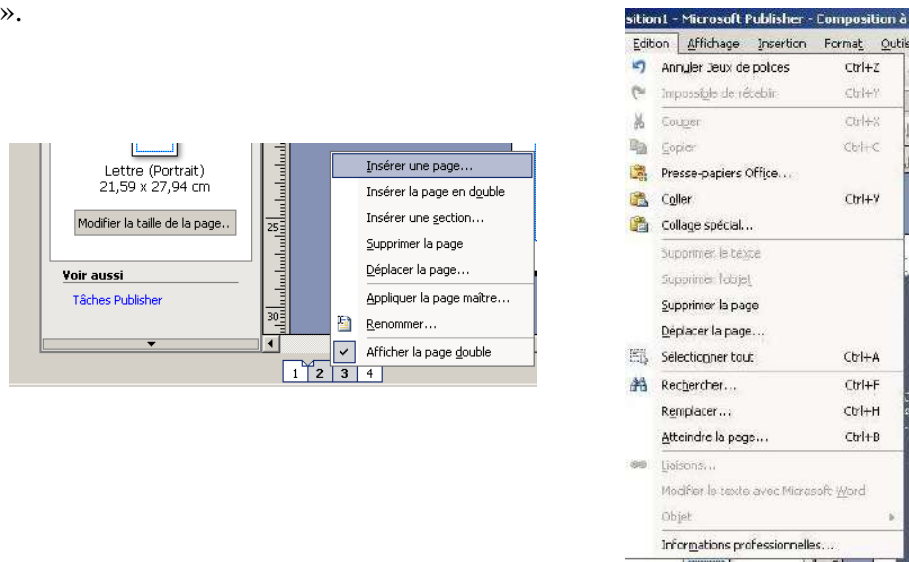 ».
Lettre (Portrait)
21,59 x 27,94 cm
Modifier la taille de la page..
Voir aussi
Tâches Publisher
25
30
Insérer une page...
Insérer la page en double
Insérer une section...
Supprimer la page
Déplacer la page...
Appliquer la page maître...
Renommer...
Afficher la page double
1 2 3 4
sition1 - Microsoft Publisher - Composition à
Edition Affichage Insertion Format Outils
Annuler Jeux de polices Ctrl+Z
Impossible de rétablir Ctrl+Y
Couper Ctrl+X
Copier Ctrl+C
Presse-papiers Office...
Coller Ctrl+V
Collage spécial...
Supprimer le texte
Supprimer l'objet
Supprimer la page
Déplacer la page...
Sélectionner tout Ctrl+A
Rechercher... Ctrl+F
Remplacer... Ctrl+H
Atteindre la page... Ctrl+B
Liaisons...
Modifier le texte avec Microsoft Word
Objet
Informations professionnelles...